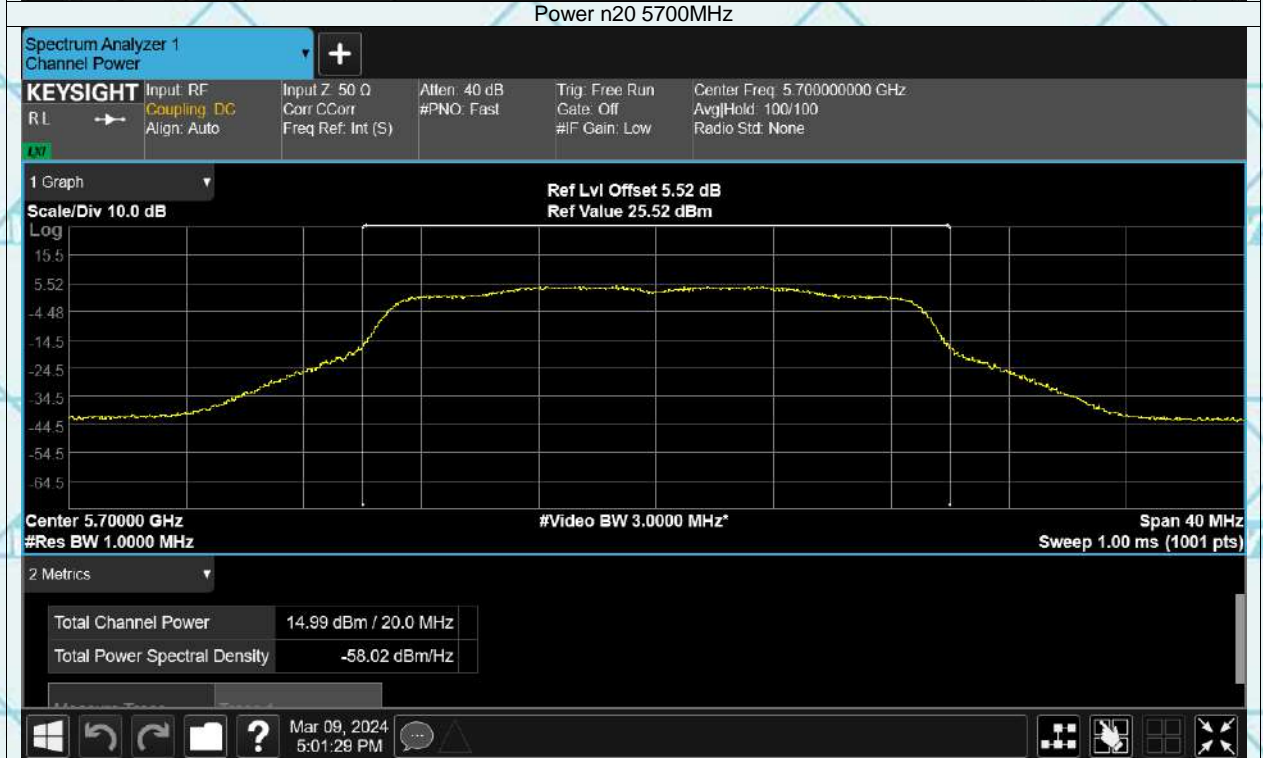 Power n20 5700MHz
Spectrum Analyzer 1
Channel Power
+
KEYSIGHT
RL
LXI
Input: RF
Coupling: DC
Align: Auto
Input Z: 50 Ω
Corr CCorr
Freq Ref: Int (S)
Atten: 40 dB
#PNO: Fast
Trig: Free Run
Gate: Off
#IF Gain: Low
Center Freq: 5.700000000 GHz
Avg|Hold: 100/100
Radio Std: None
1 Graph
Scale/Div 10.0 dB
Ref Lvl Offset 5.52 dB
Ref Value 25.52 dBm
Log
15.5
5.52
-4.48
-14.5
-24.5
-34.5
-44.5
-54.5
-64.5
Center 5.70000 GHz
#Res BW 1.0000 MHz
#Video BW 3.0000 MHz*
Span 40 MHz
Sweep 1.00 ms (1001 pts)
2 Metrics
Total Channel Power 14.99 dBm / 20.0 MHz
Total Power Spectral Density -58.02 dBm/Hz
?
Mar 09, 2024
5:01:29 PM